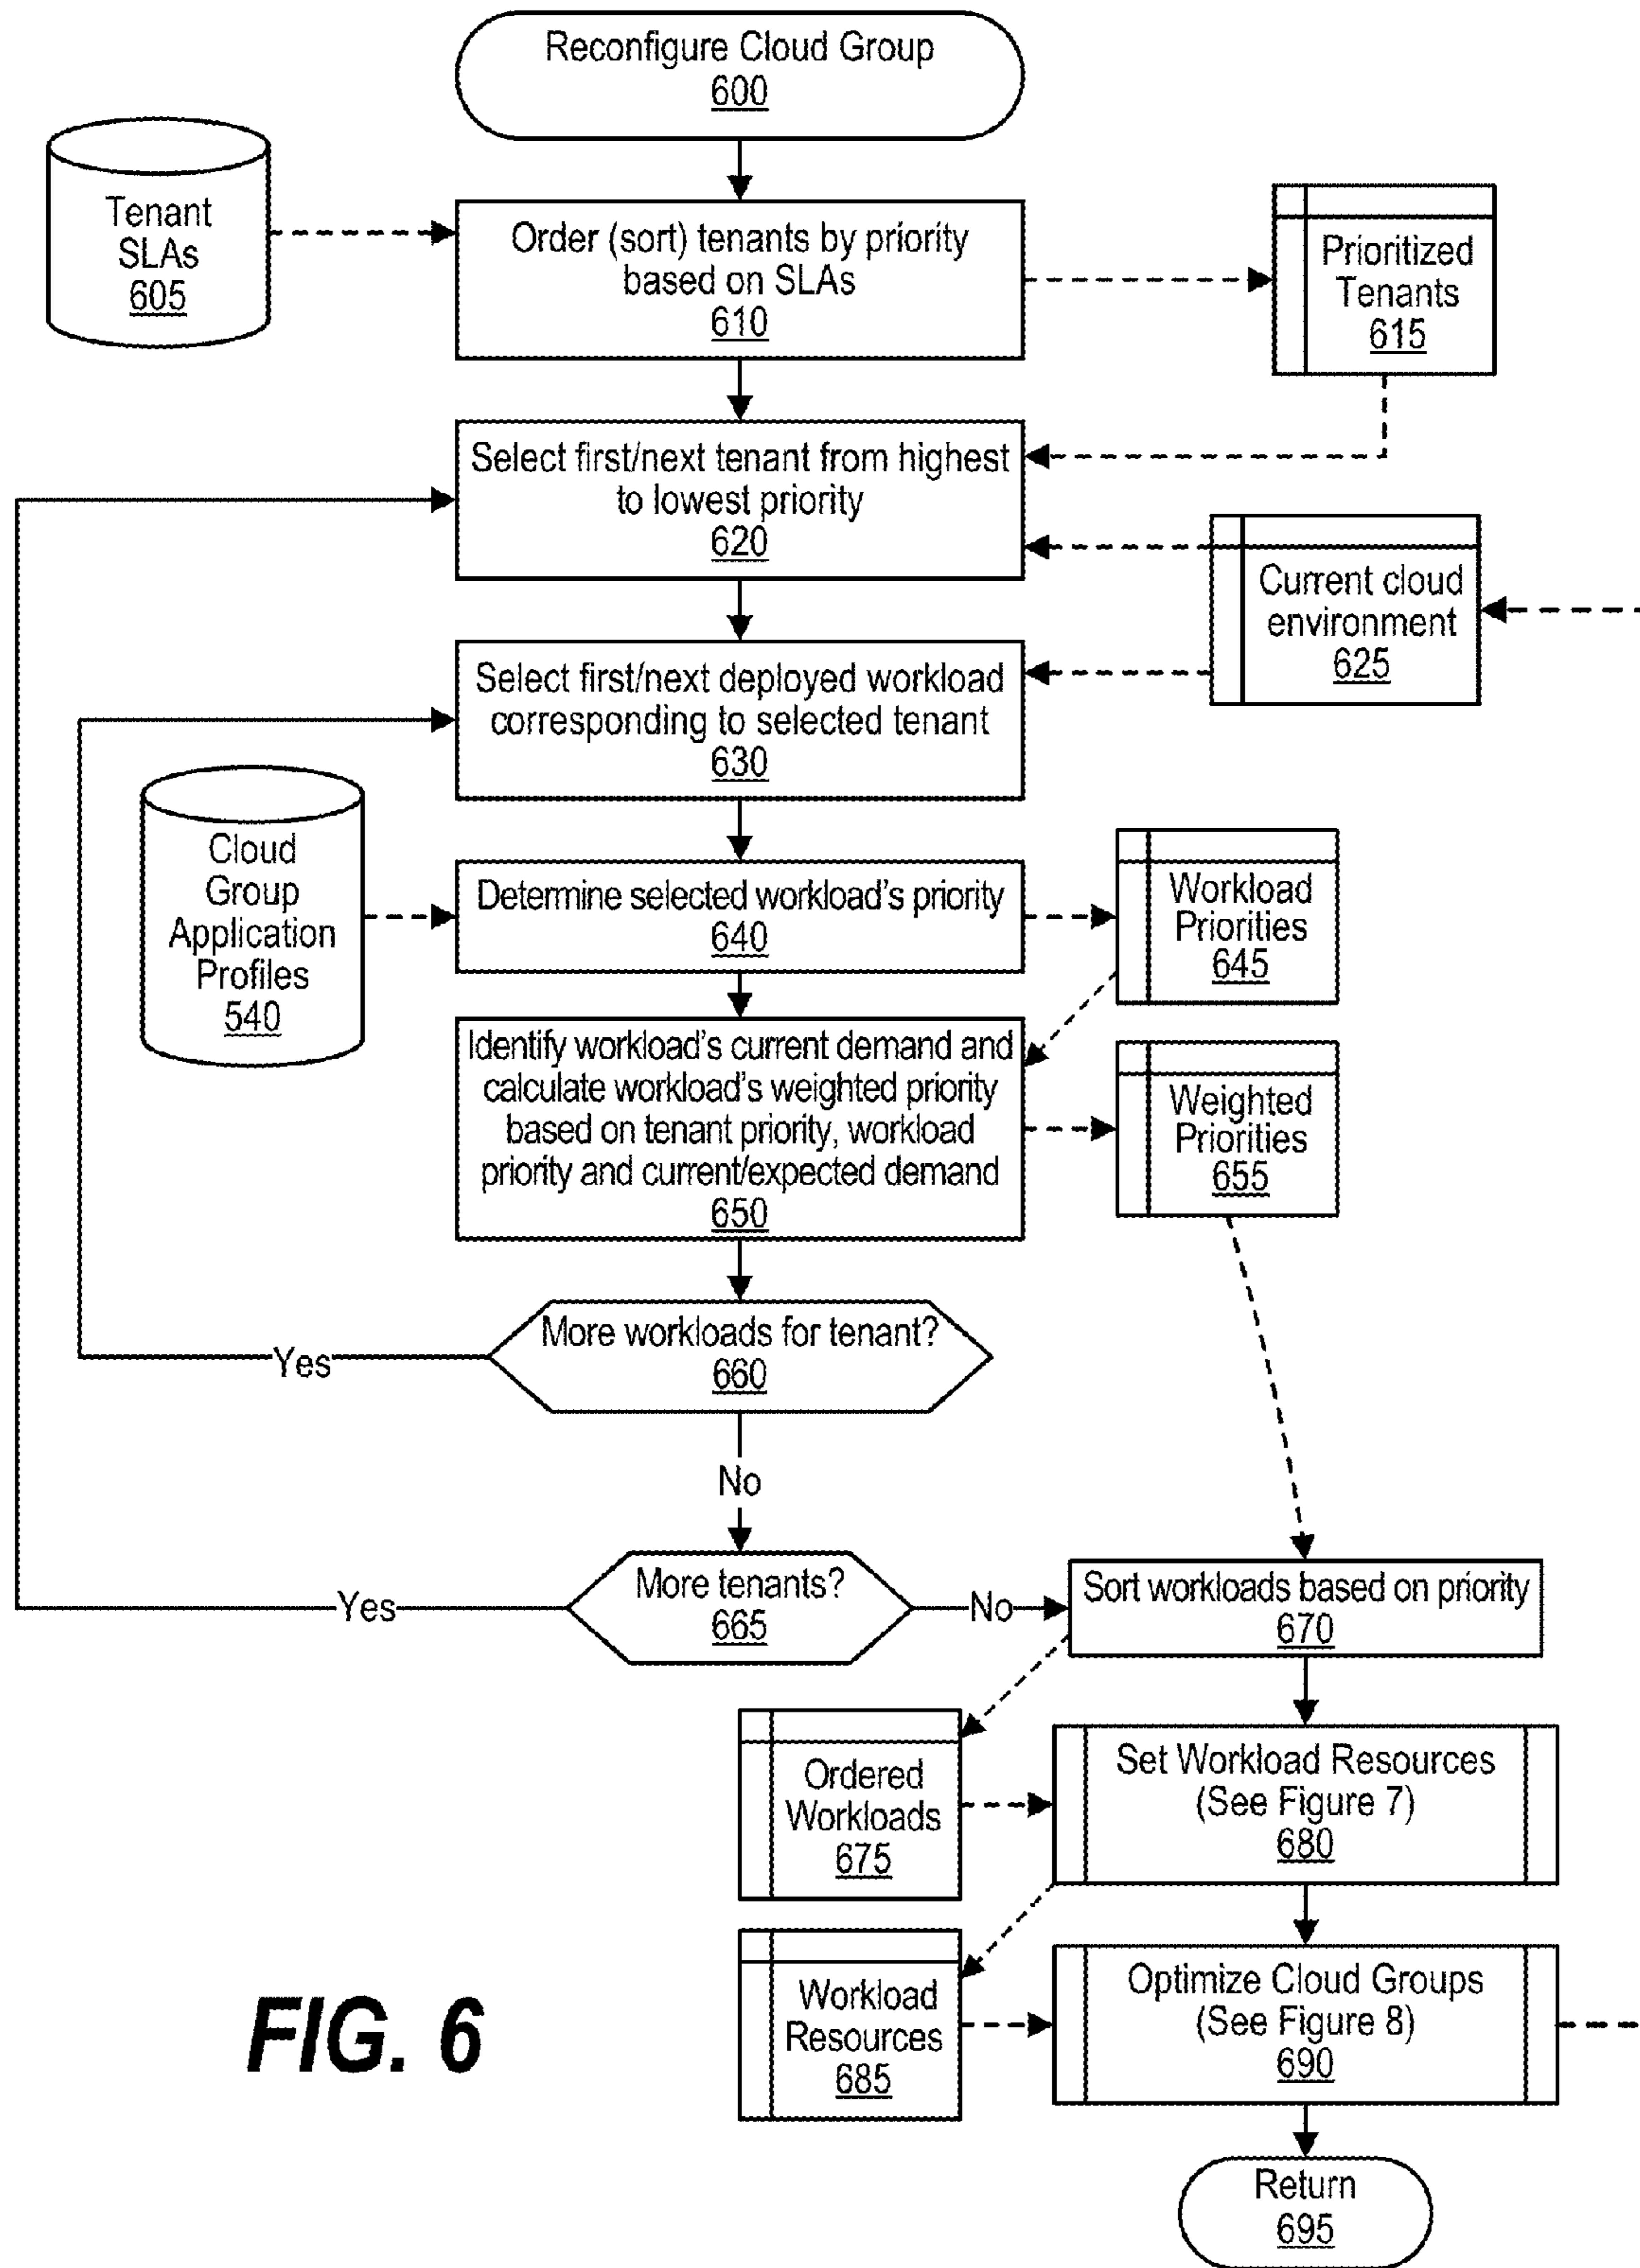 Reconfigure Cloud Group
600
Tenant
SLAs
605
Order (sort) tenants by priority
based on SLAs
610
Prioritized
Tenants
615
Select first/next tenant from highest
to lowest priority
620
Current cloud
environment
625
Select first/next deployed workload
corresponding to selected tenant
630
Cloud
Group
Application
Profiles
540
Determine selected workload's priority
640
Workload
Priorities
645
Identify workload's current demand and
calculate workload's weighted priority
based on tenant priority, workload
priority and current/expected demand
650
Weighted
Priorities
655
More workloads for tenant?
660
Yes
No
More tenants?
665
Yes
No
Sort workloads based on priority
670
Ordered
Workloads
675
Set Workload Resources
(See Figure 7)
680
Workload
Resources
685
Optimize Cloud Groups
(See Figure 8)
690
FIG. 6
Return
695